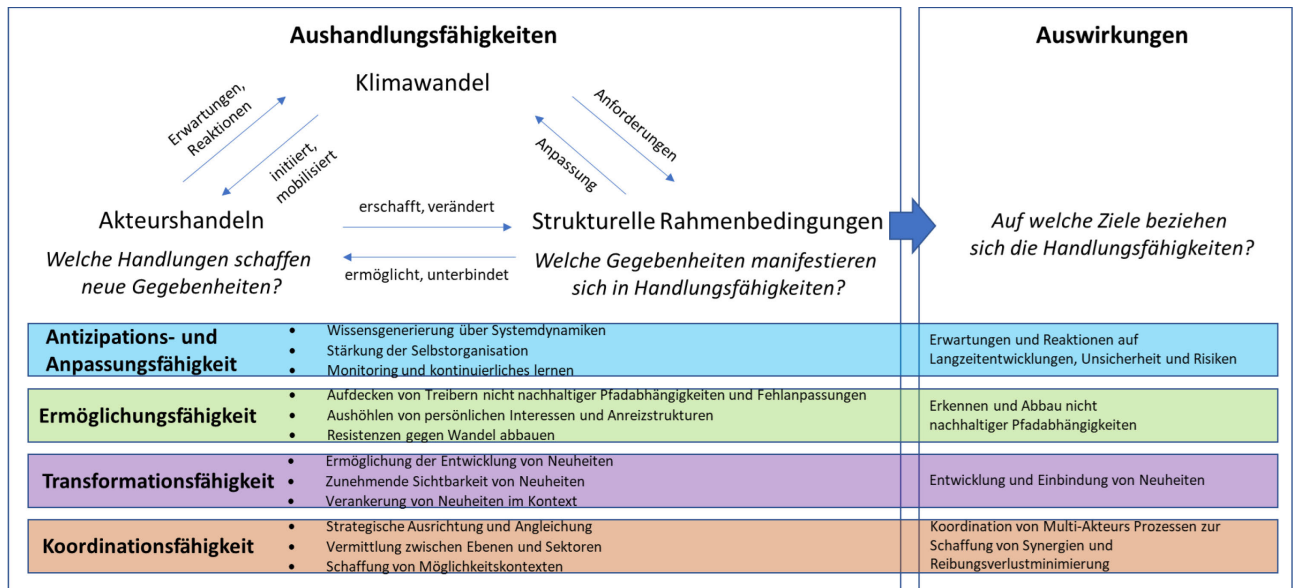 Aushandlungsfähigkeiten
Klimawandel
Erwartungen,
Reaktionen
initiiert,
mobilisiert
Anforderungen
Anpassung
Akteurshandeln
erschafft, verändert
Strukturelle Rahmenbedingungen
Welche Handlungen schaffen
neue Gegebenheiten?
ermöglicht, unterbindet
Welche Gegebenheiten manifestieren
sich in Handlungsfähigkeiten?
Auswirkungen
Auf welche Ziele beziehen
sich die Handlungsfähigkeiten?
Antizipations- und
Anpassungsfähigkeit
• Wissensgenerierung über Systemdynamiken
• Stärkung der Selbstorganisation
• Monitoring und kontinuierliches lernen
Erwartungen und Reaktionen auf
Langzeitentwicklungen, Unsicherheit und Risiken
Ermöglichungsfähigkeit
• Aufdecken von Treibern nicht nachhaltiger Pfadabhängigkeiten und Fehlanpassungen
• Aushöhlen von persönlichen Interessen und Anreizstrukturen
• Resistenzen gegen Wandel abbauen
Erkennen und Abbau nicht
nachhaltiger Pfadabhängigkeiten
Transformationsfähigkeit
• Ermöglichung der Entwicklung von Neuheiten
• Zunehmende Sichtbarkeit von Neuheiten
• Verankerung von Neuheiten im Kontext
Entwicklung und Einbindung von Neuheiten
Koordinationsfähigkeit
• Strategische Ausrichtung und Angleichung
• Vermittlung zwischen Ebenen und Sektoren
• Schaffung von Möglichkeitskontexten
Koordination von Multi-Akteurs Prozessen zur
Schaffung von Synergien und
Reibungsverlustminimierung